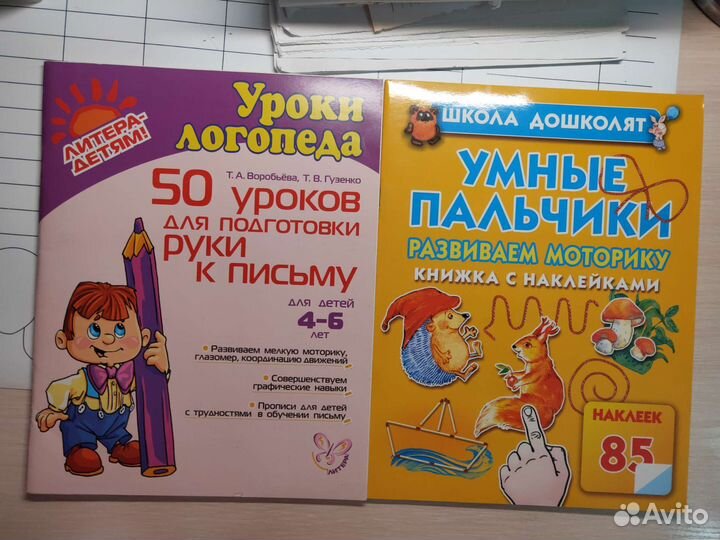 ЛИТЕРА-
ДЕТЯМ!
Уроки
логопеда
Т. А. Воробьёва, Т. В. Гузенко
50 уроков
для подготовки
руки
к письму
для детей
4-6
лет
• Развиваем мелкую моторику,
глазомер, координацию движений
• Совершенствуем
графические навыки
• Прописи для детей
с трудностями в обучении письму
ЛИТЕРА
ШКОЛА ДОШКОЛЯТ
УМНЫЕ
ПАЛЬЧИКИ
РАЗВИВАЕМ МОТОРИКУ
КНИЖКА С НАКЛЕЙКАМИ
НАКЛЕЕК
85
Avito